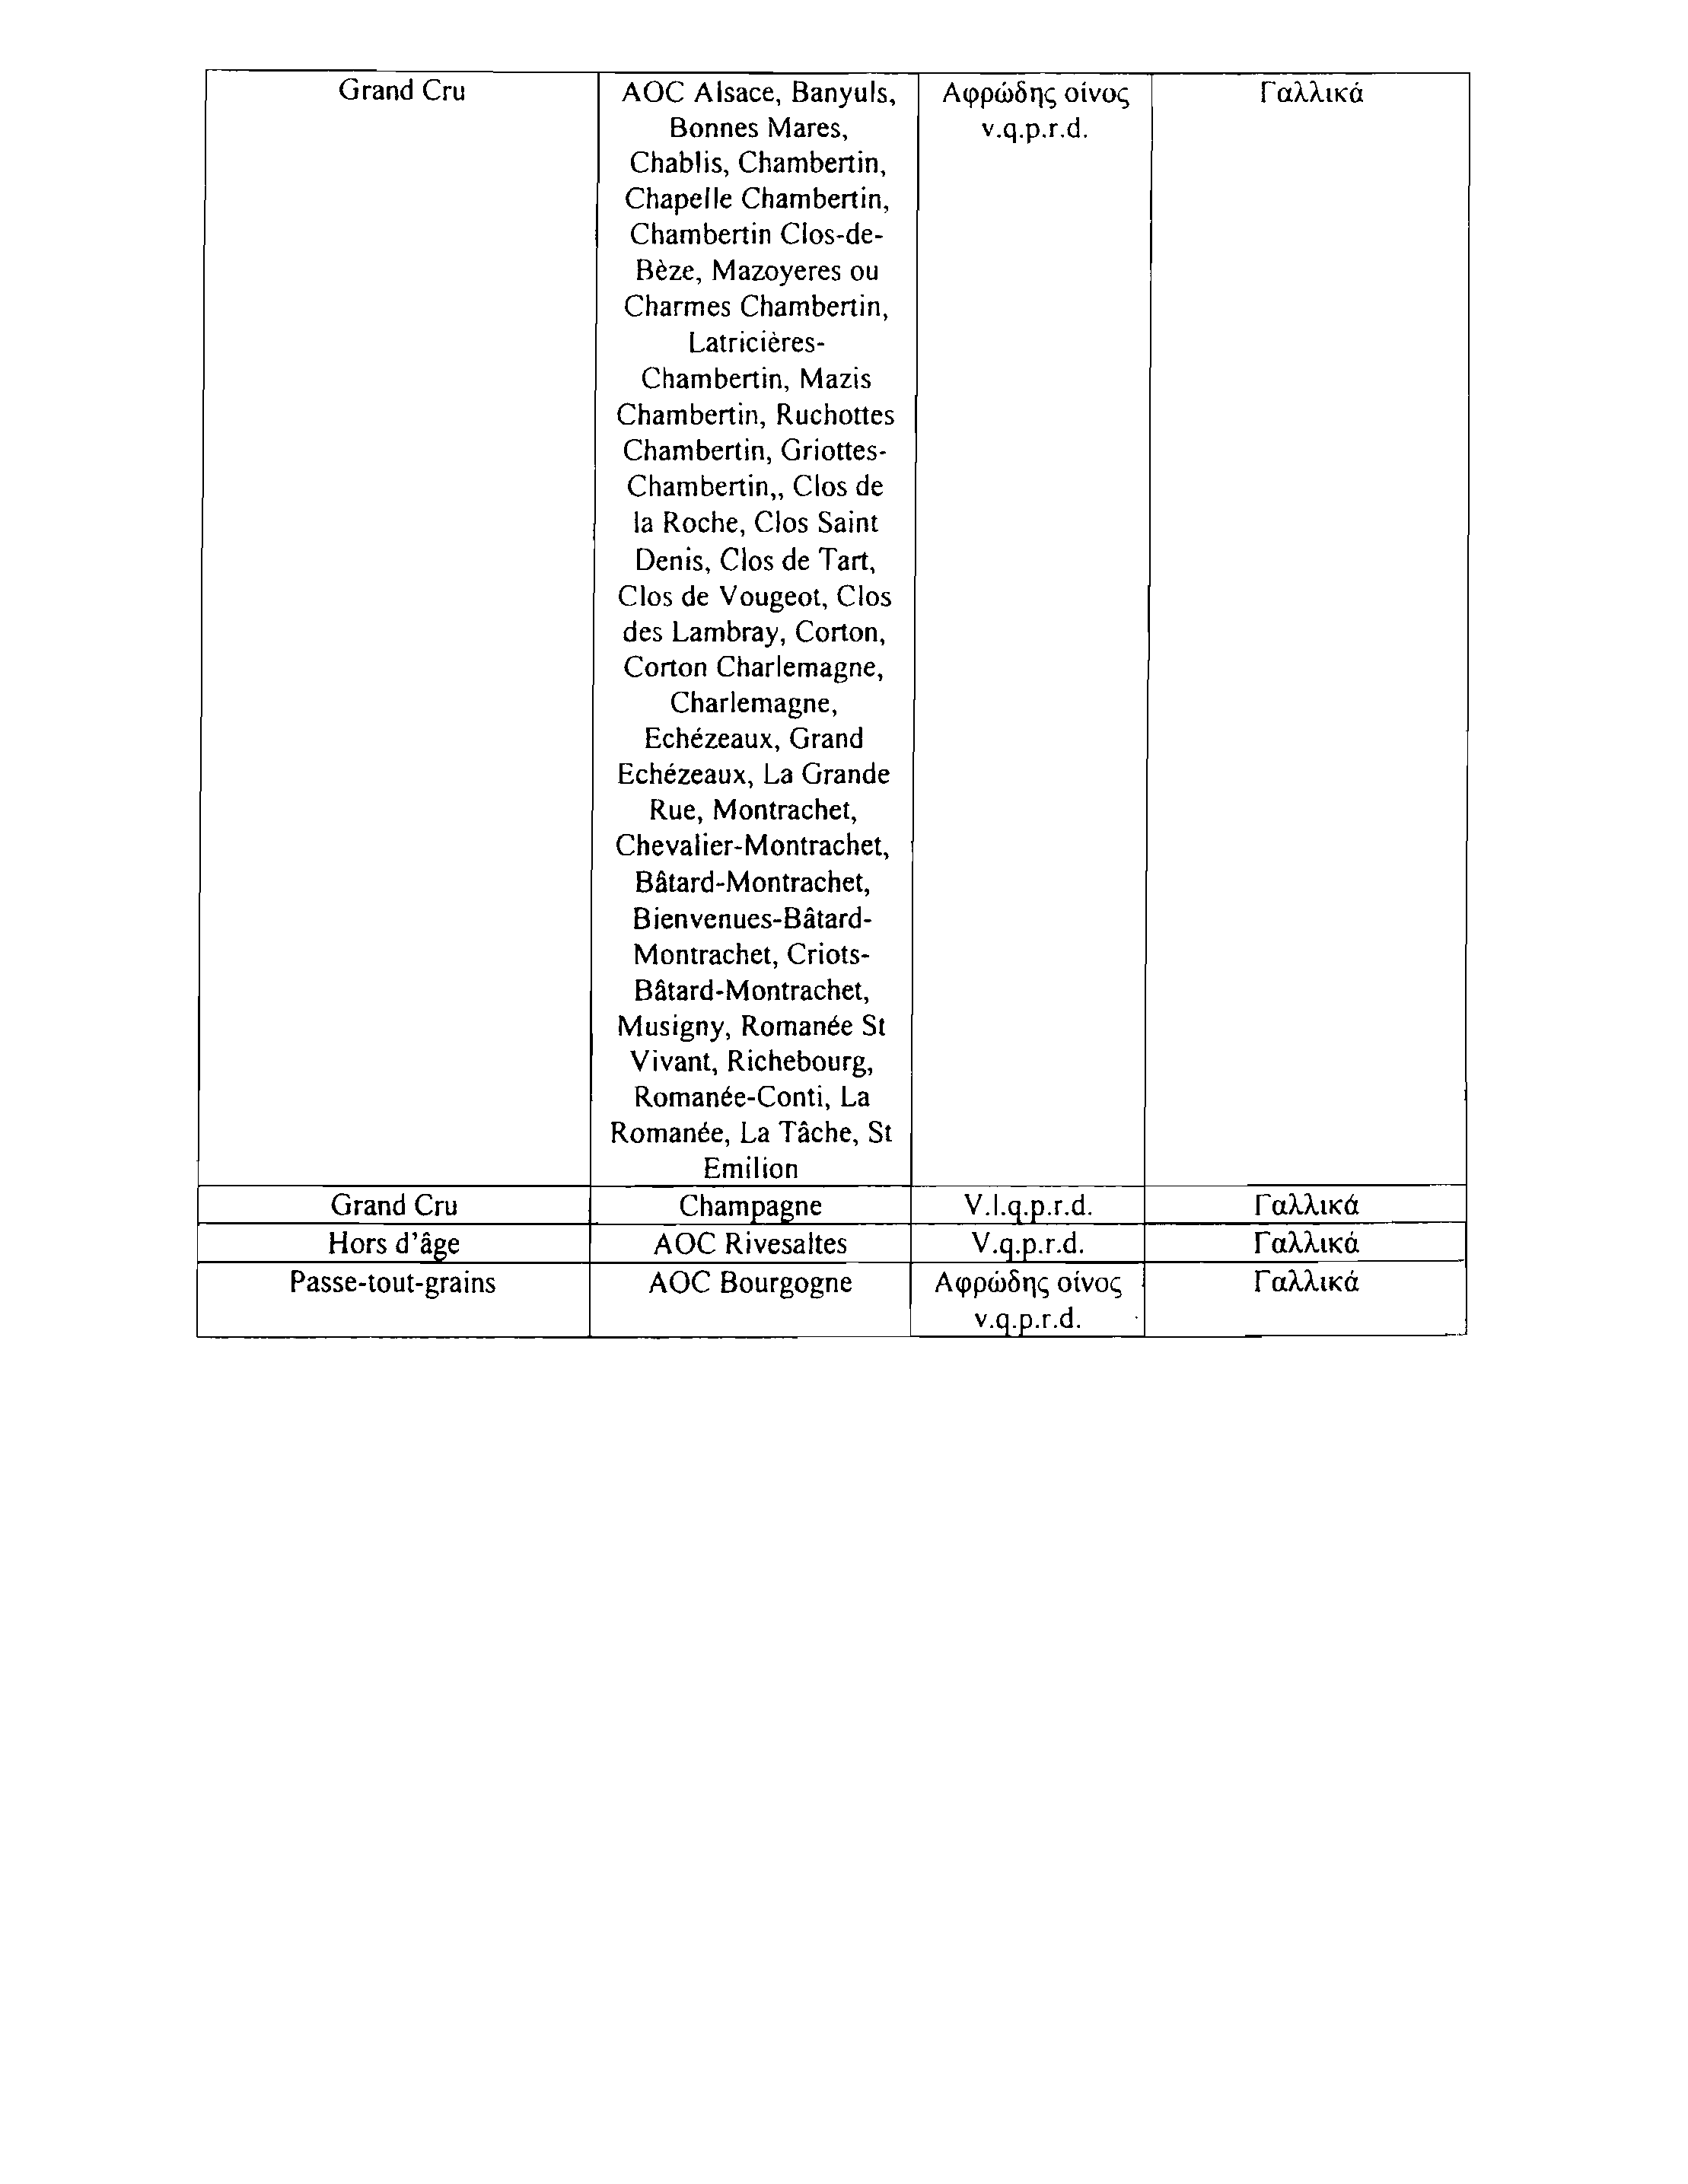 Grand Cru
AOC Alsace, Banyuls,
Bonnes Mares,
Chablis, Chambertin,
Chapelle Chambertin,
Chambertin Clos-de-
Bèze, Mazoyeres ou
Charmes Chambertin,
Latricières-
Chambertin, Mazis
Chambertin, Ruchottes
Chambertin, Griottes-
Chambertin,, Clos de
la Roche, Clos Saint
Denis, Clos de Tart,
Clos de Vougeot, Clos
des Lambray, Corton,
Corton Charlemagne,
Charlemagne,
Echézeaux, Grand
Echézeaux, La Grande
Rue, Montrachet,
Chevalier-Montrachet,
Bâtard-Montrachet,
Bienvenues-Bâtard-
Montrachet, Criots-
Bâtard-Montrachet,
Musigny, Romanée St
Vivant, Richebourg,
Romanée-Conti, La
Romanée, La Tâche, St
Emilion
Αφρώδης οίνος
v.q.p.r.d.
Γαλλικά
Grand Cru
Champagne
V.l.q.p.r.d.
Γαλλικά
Hors d'âge
AOC Rivesaltes
V.q.p.r.d.
Γαλλικά
Passe-tout-grains
AOC Bourgogne
Αφρώδης οίνος
v.q.p.r.d.
Γαλλικά